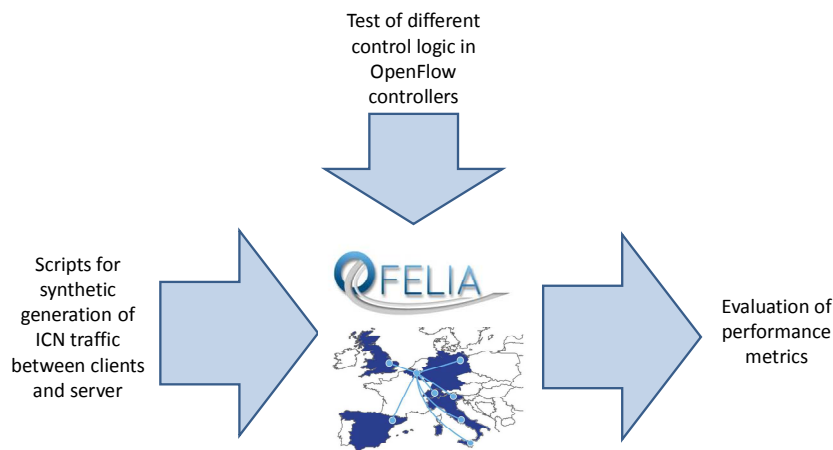 Test of different
control logic in
OpenFlow
controllers
Scripts for
synthetic
generation of
ICN traffic
between clients
and server
OFELIA
Evaluation of
performance
metrics